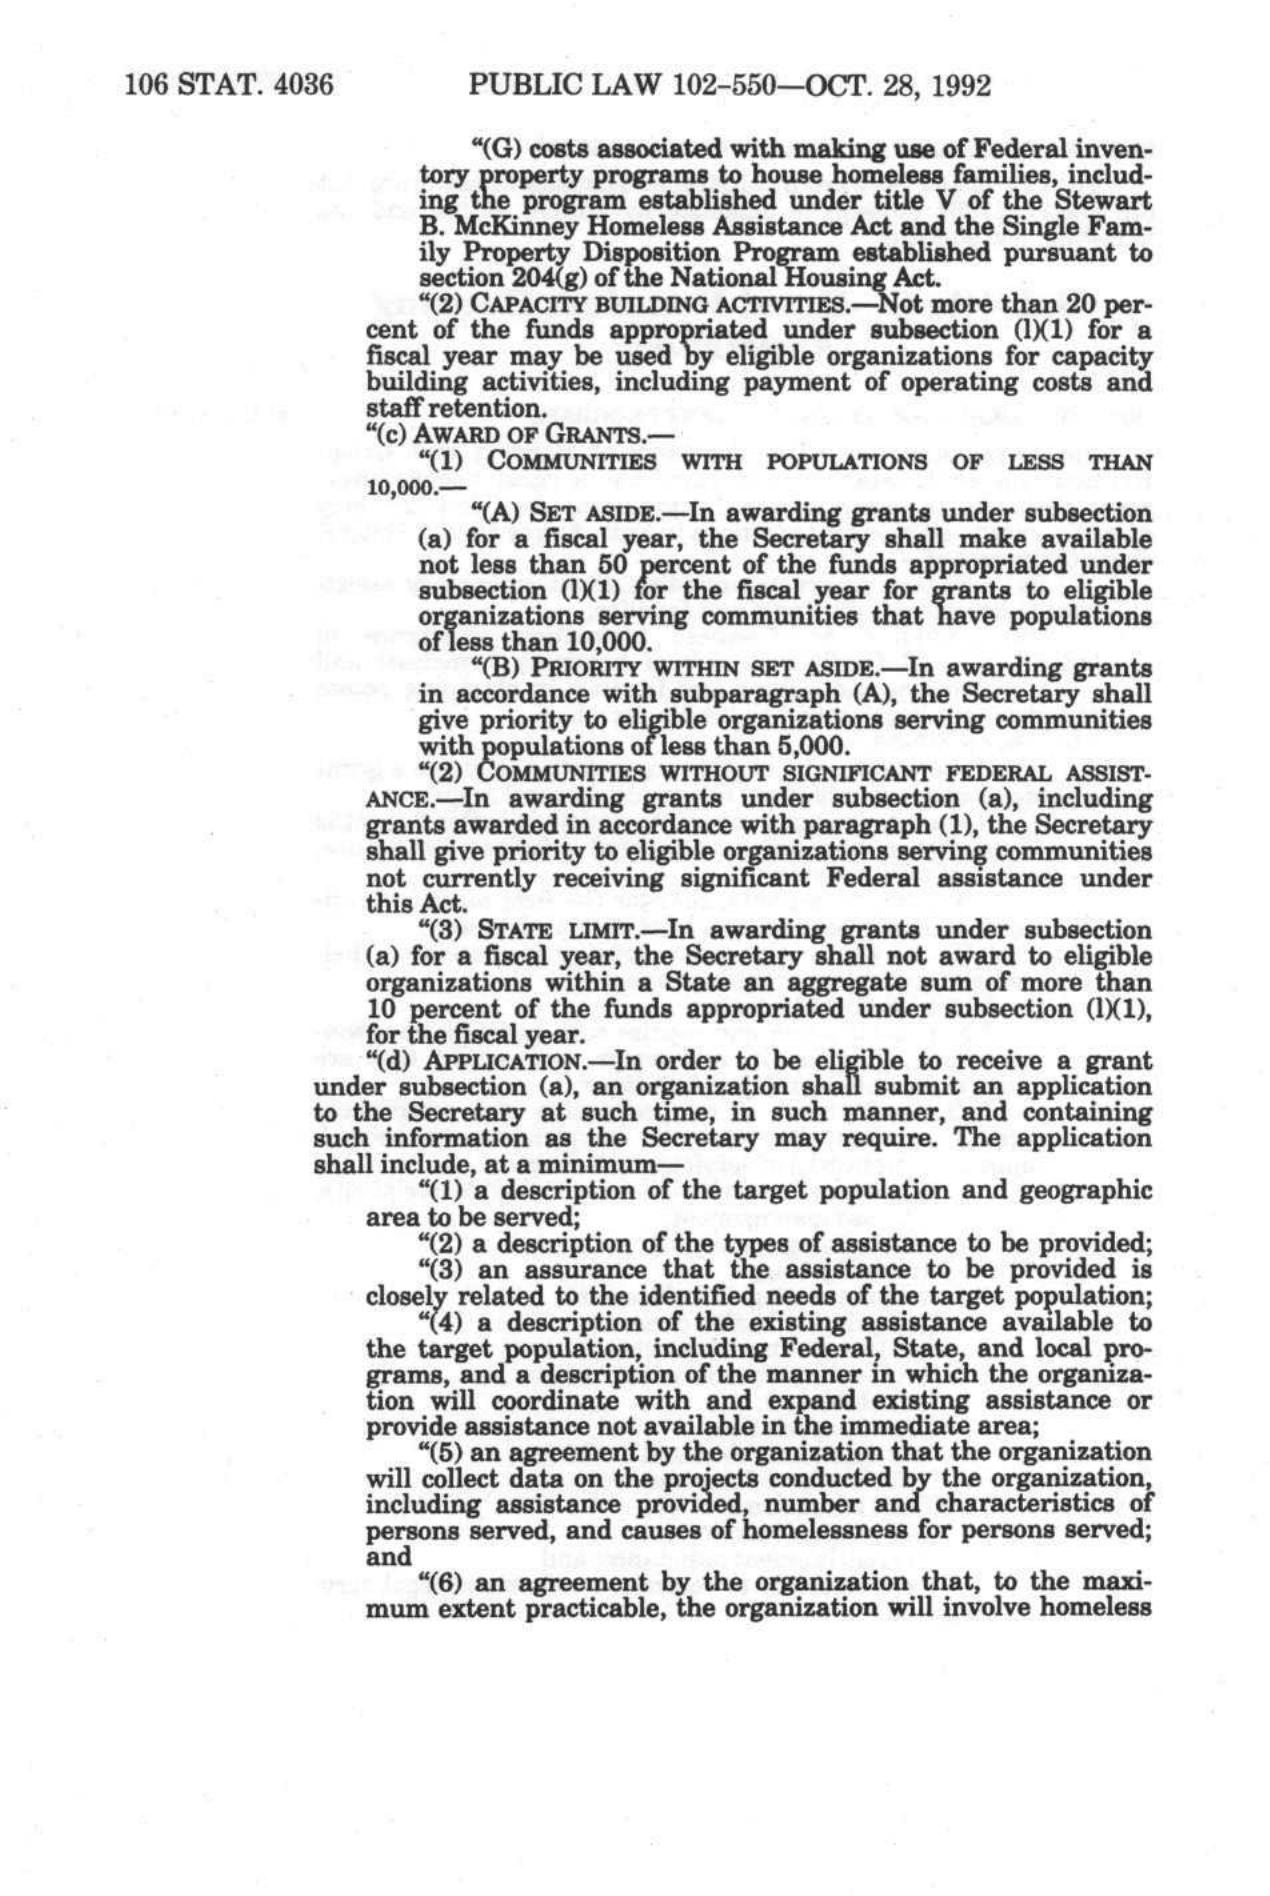 106 STAT. 4036 PUBLIC LAW 102-550—OCT. 28, 1992
"(G) costs associated with making use of Federal inven-
tory property programs to house homeless families, includ-
ing the program established under title V of the Stewart
B. McKinney Homeless Assistance Act and the Single Fam-
ily Property Disposition Program established pursuant to
section 204(g) of the National Housing Act.
"(2) CAPACITY BUILDING ACTIVITIES.—Not more than 20 per-
cent of the funds appropriated under subsection (l)(1) for a
fiscal year may be used by eligible organizations for capacity
building activities, including payment of operating costs and
staff retention.
"(c) AWARD OF GRANTS.—
"(1) COMMUNITIES WITH POPULATIONS OF LESS THAN
10,000.—
"(A) SET ASIDE.—In awarding grants under subsection
(a) for a fiscal year, the Secretary shall make available
not less than 50 percent of the funds appropriated under
subsection (l)(1) for the fiscal year for grants to eligible
organizations serving communities that have populations
of less than 10,000.
"(B) PRIORITY WITHIN SET ASIDE.—In awarding grants
in accordance with subparagraph (A), the Secretary shall
give priority to eligible organizations serving communities
with populations of less than 5,000.
"(2) COMMUNITIES WITHOUT SIGNIFICANT FEDERAL ASSIST-
ANCE.—In awarding grants under subsection (a), including
grants awarded in accordance with paragraph (1), the Secretary
shall give priority to eligible organizations serving communities
not currently receiving significant Federal assistance under
this Act.
"(3) STATE LIMIT.—In awarding grants under subsection
(a) for a fiscal year, the Secretary shall not award to eligible
organizations within a State an aggregate sum of more than
10 percent of the funds appropriated under subsection (l)(1),
for the fiscal year.
"(d) APPLICATION.—In order to be eligible to receive a grant
under subsection (a), an organization shall submit an application
to the Secretary at such time, in such manner, and containing
such information as the Secretary may require. The application
shall include, at a minimum—
"(1) a description of the target population and geographic
area to be served;
"(2) a description of the types of assistance to be provided;
"(3) an assurance that the assistance to be provided is
closely related to the identified needs of the target population;
"(4) a description of the existing assistance available to
the target population, including Federal, State, and local pro-
grams, and a description of the manner in which the organiza-
tion will coordinate with and expand existing assistance or
provide assistance not available in the immediate area;
"(5) an agreement by the organization that the organization
will collect data on the projects conducted by the organization,
including assistance provided, number and characteristics of
persons served, and causes of homelessness for persons served;
and
"(6) an agreement by the organization that, to the maxi-
mum extent practicable, the organization will involve homeless